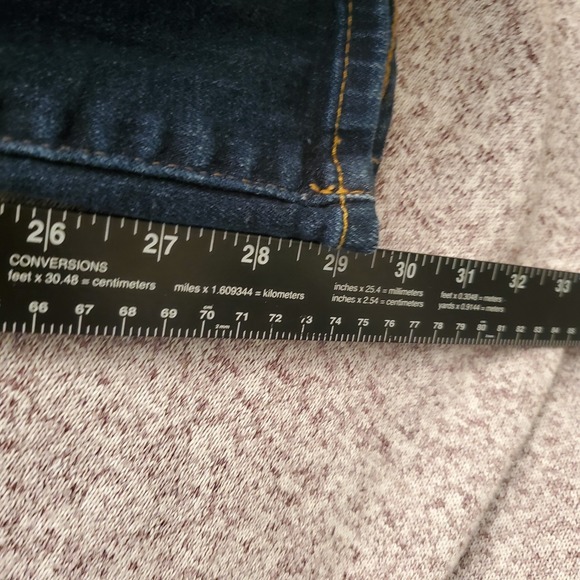 26 27 28 29 30 31 32 33
CONVERSIONS
feet x 30.48 = centimeters
miles x 1.609344 = kilometers
inches x 25.4 = millimeters
inches x 2.54 = centimeters
feet x 0.3048 = meters
yards x 0.9144 = meters
66 67 68 69 70 71 72 73 74 75 76 77 78 79 80 81 82 83 84 85